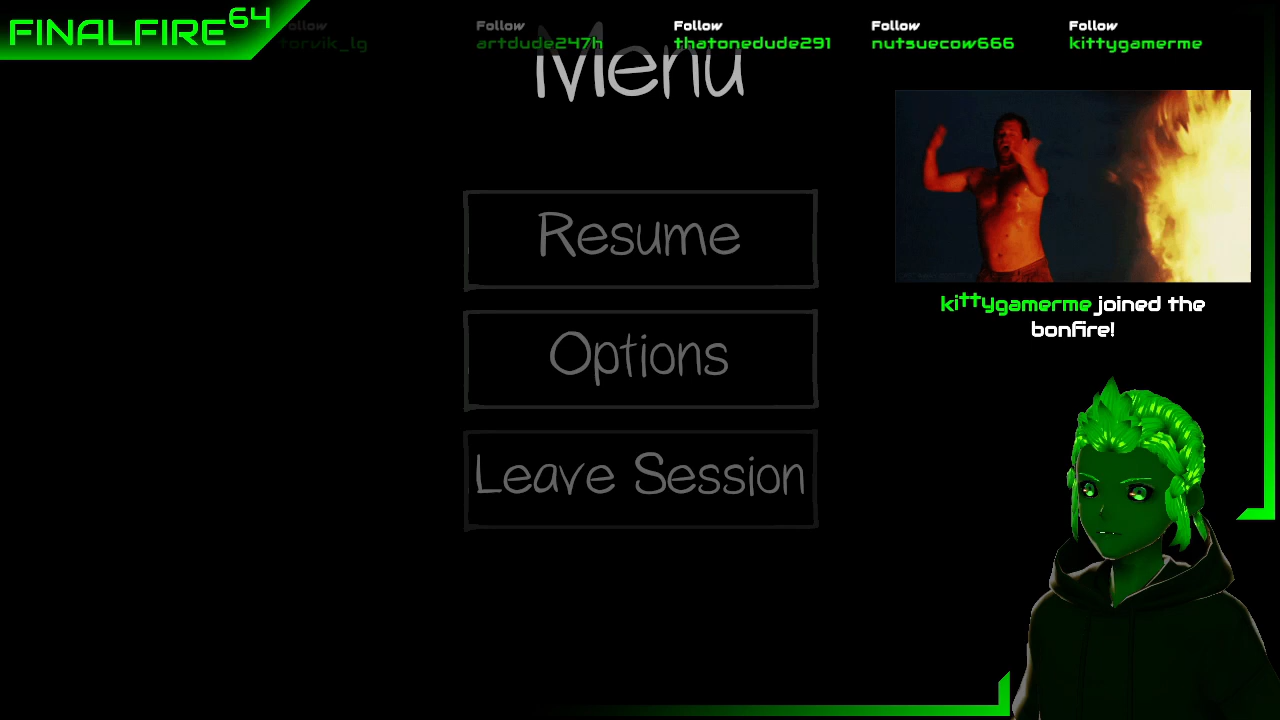 FINALFIRE64
Follow
torvik_lg
Follow
artdude247h
Follow
thatonedude291
Follow
nutsuecow666
Follow
kittygamerme
Menu
Resume
Options
Leave Session
kittygamerme joined the
bonfire!